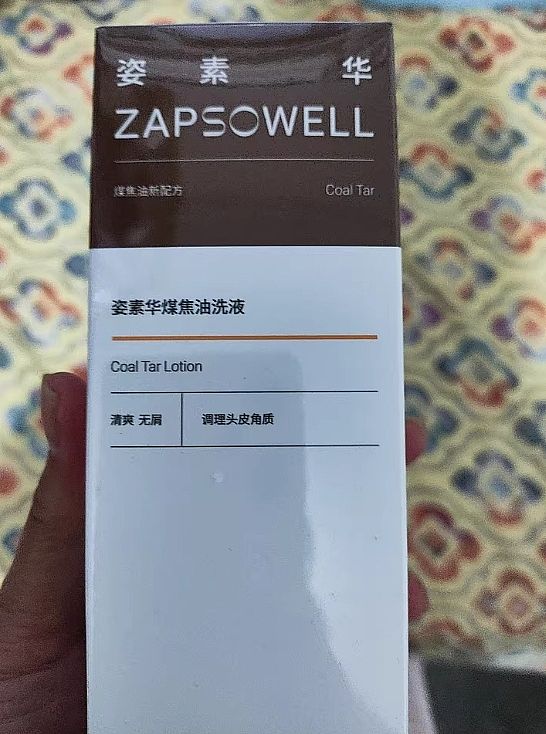 姿素华
ZAPSOWELL
煤焦油新配方 Coal Tar
姿素华煤焦油洗液
Coal Tar Lotion
清爽 无屑 调理头皮角质